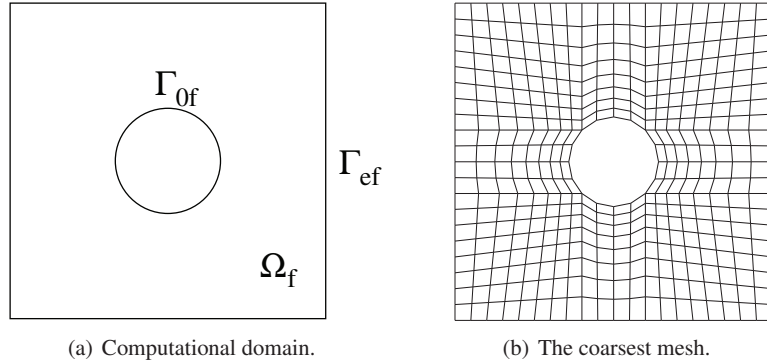 Γ0f
Γef
Ωf
(a) Computational domain.
(b) The coarsest mesh.